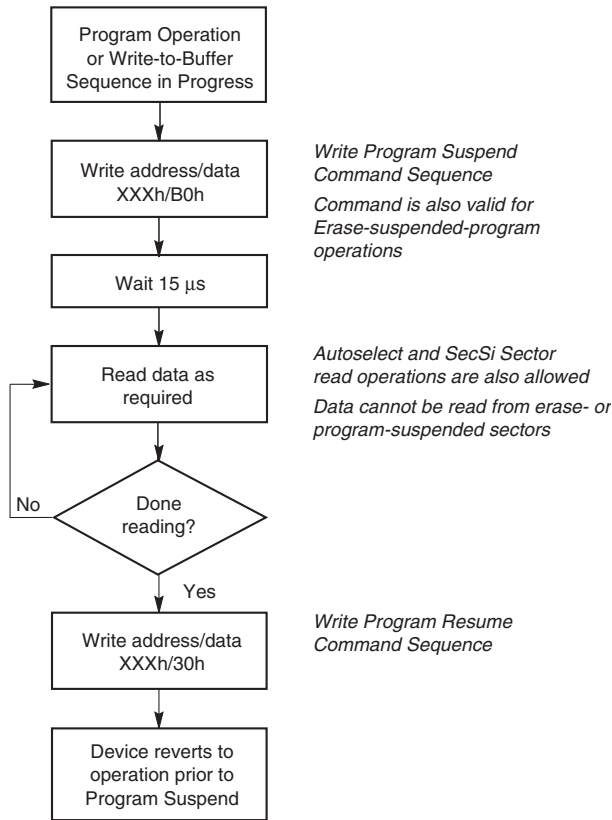 Program Operation
or Write-to-Buffer
Sequence in Progress
Write address/data
XXXh/B0h
Write Program Suspend
Command Sequence
Command is also valid for
Erase-suspended-program
operations
Wait 15 μs
Read data as
required
Autoselect and SecSi Sector
read operations are also allowed
Data cannot be read from erase- or
program-suspended sectors
No
Done
reading?
Yes
Write address/data
XXXh/30h
Write Program Resume
Command Sequence
Device reverts to
operation prior to
Program Suspend